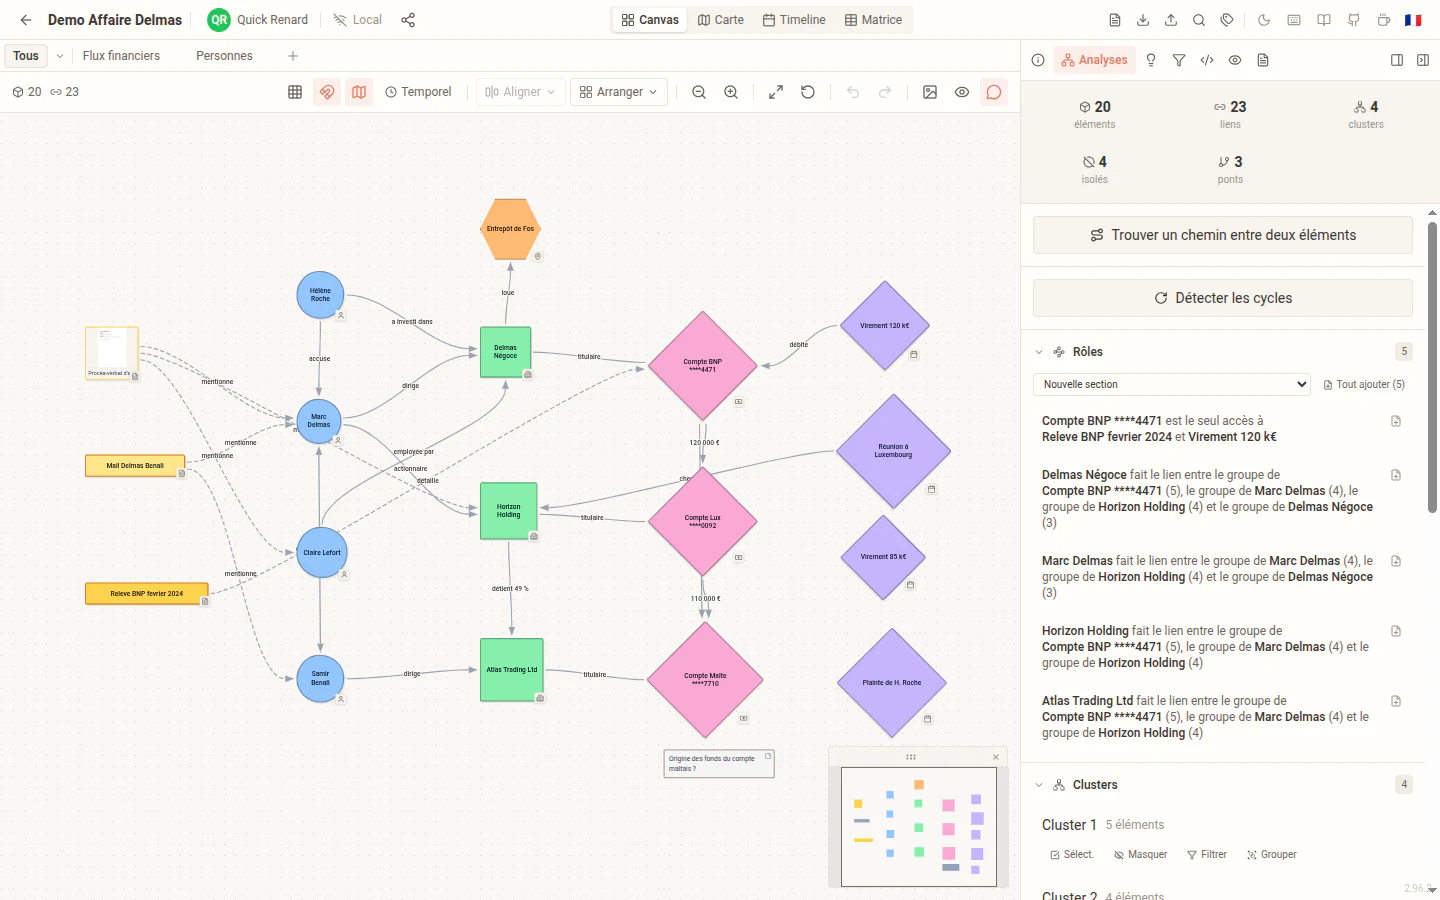 Demo Affaire Delmas
QR Quick Renard
Local
Canvas
Carte
Timeline
Matrice
Tous
Flux financiers
Personnes
20
23
Temporel
Aligner
Arranger
Analyses
20
éléments
23
liens
4
clusters
4
isolés
3
ponts
Trouver un chemin entre deux éléments
Détecter les cycles
Rôles
5
Nouvelle section
Tout ajouter (5)
Compte BNP ****4471 est le seul accès à
Releve BNP fevrier 2024 et Virement 120 k€
Delmas Négoce fait le lien entre le groupe de
Compte BNP ****4471 (5), le groupe de Marc Delmas (4), le
groupe de Horizon Holding (4) et le groupe de Delmas Négoce
(3)
Marc Delmas fait le lien entre le groupe de Marc Delmas (4), le
groupe de Horizon Holding (4) et le groupe de Delmas Négoce
(3)
Horizon Holding fait le lien entre le groupe de
Compte BNP ****4471 (5), le groupe de Marc Delmas (4) et le
groupe de Horizon Holding (4)
Atlas Trading Ltd fait le lien entre le groupe de
Compte BNP ****4471 (5), le groupe de Marc Delmas (4) et le
groupe de Horizon Holding (4)
Clusters
4
Cluster 1 5 éléments
Sélect.
Masquer
Filtrer
Grouper
Cluster 2 4 éléments
Entrepôt de Fos
loue
Hélène
Roche
a investi dans
accuse
Delmas
Négoce
titulaire
Compte BNP
****4471
débite
Virement 120 k€
Procès-verbal
mentionne
dirige
Marc
Delmas
mentionne
mentionne
Mail Delmas Benali
employée par
actionnaire
détaille
120 000 €
Réunion à
Luxembourg
Horizon
Holding
titulaire
Compte Lux
****0092
Claire Lefort
Virement 85 k€
mentionne
Releve BNP fevrier 2024
détient 49 %
110 000 €
Samir
Benali
dirige
Atlas Trading Ltd
titulaire
Compte Malte
****7710
Plainte de H. Roche
Origine des fonds du compte
maltais ?